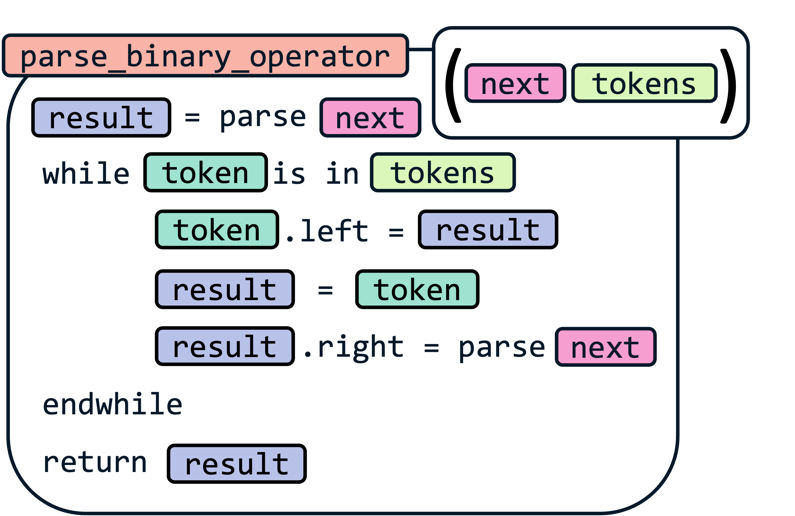 parse_binary_operator (next tokens)
result = parse next
while token is in tokens
token.left = result
result = token
result.right = parse next
endwhile
return result